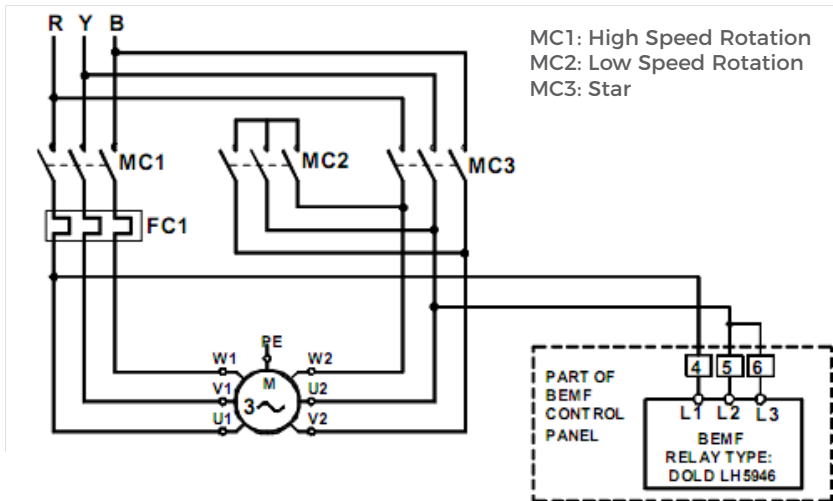 R Y B
MC1: High Speed Rotation
MC2: Low Speed Rotation
MC3: Star
MC1
MC2
MC3
FC1
PE
W1
W2
M
V1
3
U2
U1
V2
PART OF
BEMF
CONTROL
PANEL
4 5 6
L1 L2 L3
BEMF
RELAY TYPE:
DOLD LH5946